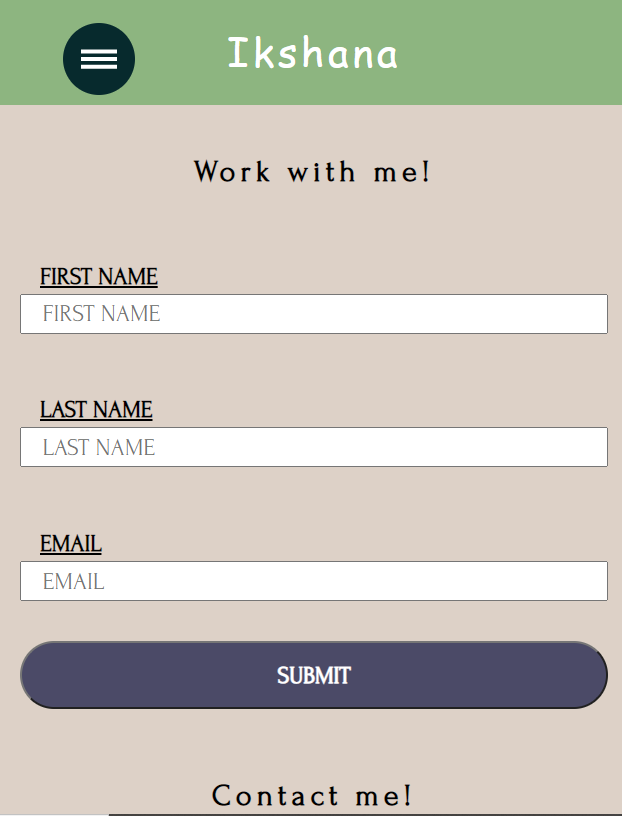 Ikshana
Work with me!
FIRST NAME
FIRST NAME
LAST NAME
LAST NAME
EMAIL
EMAIL
SUBMIT
Contact me!